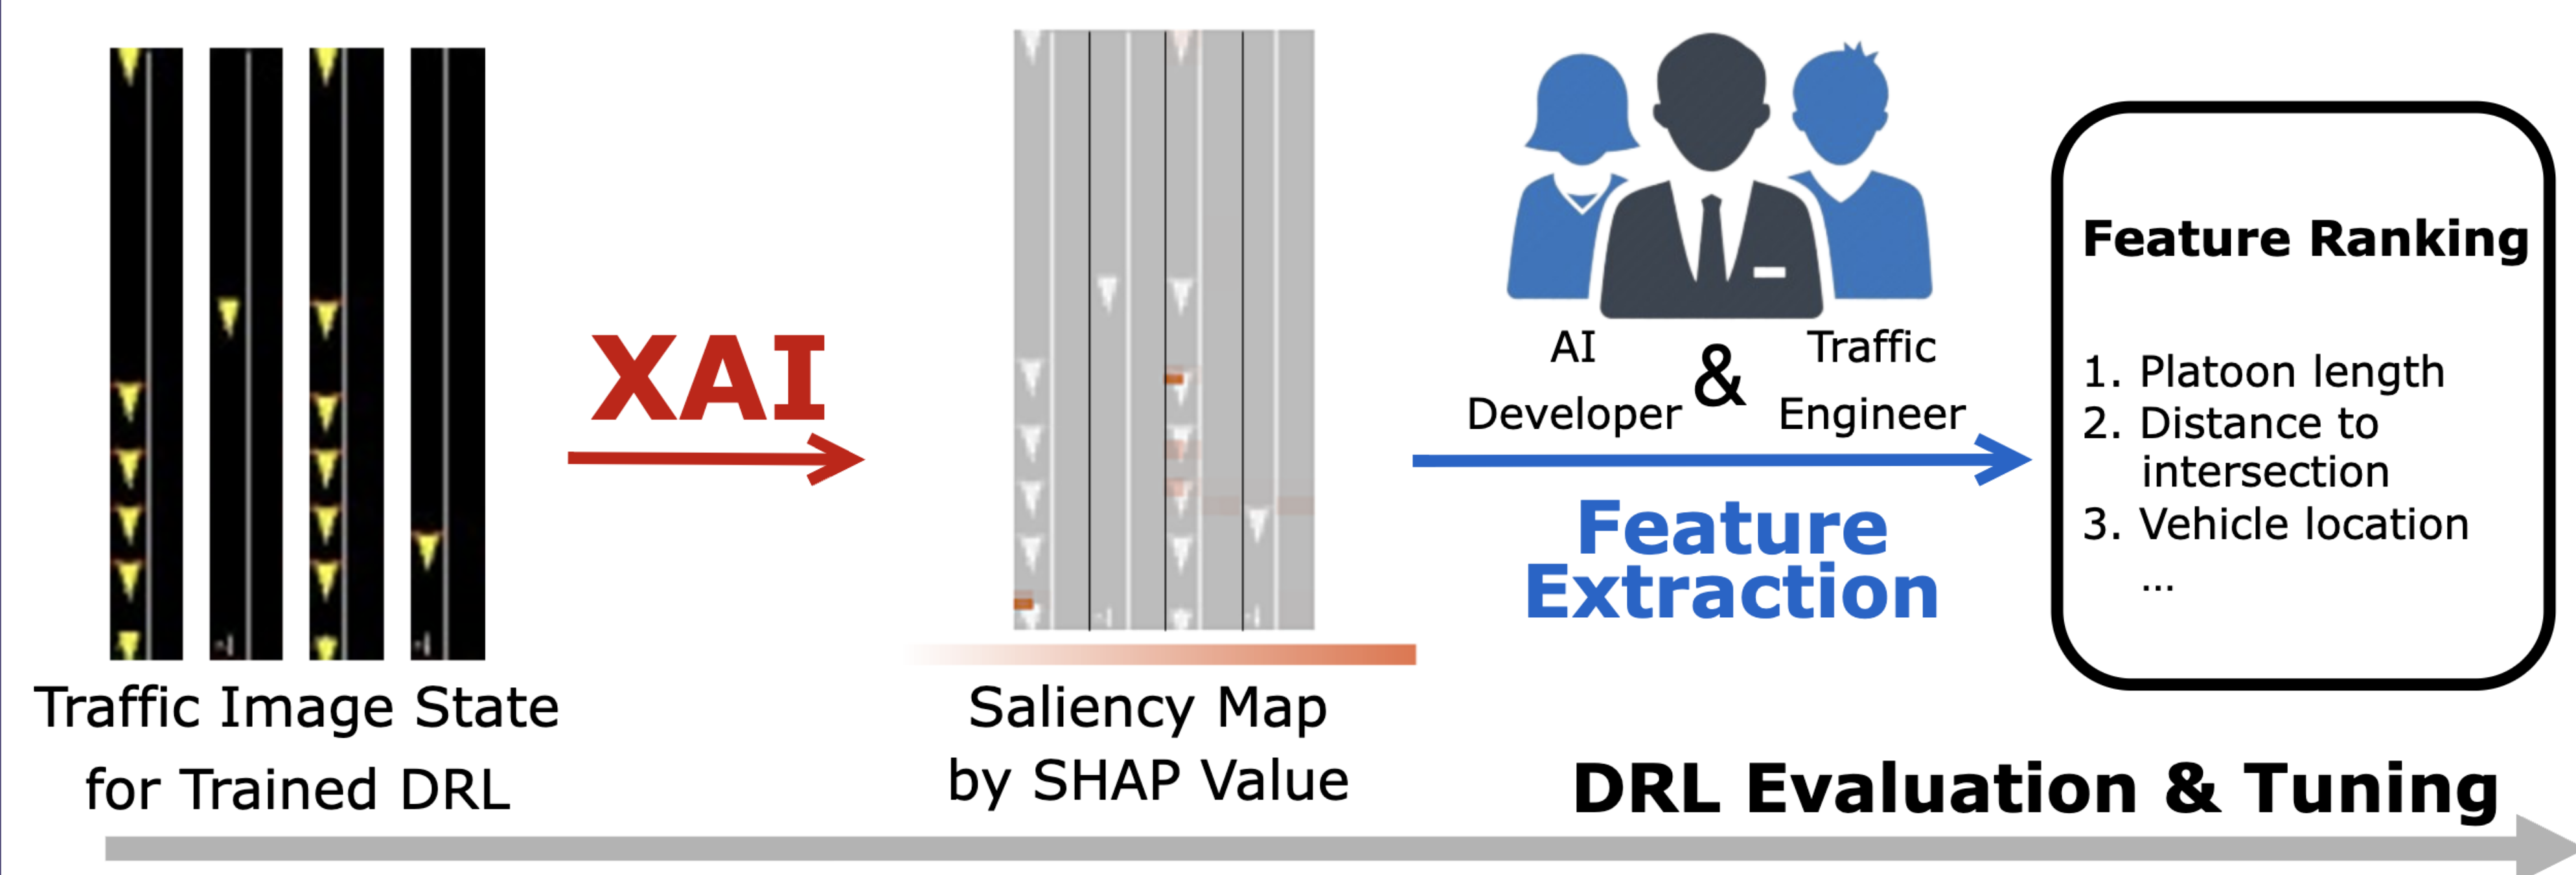 Traffic Image State
for Trained DRL
XAI
Saliency Map
by SHAP Value
AI
Developer
&
Traffic
Engineer
Feature
Extraction
Feature Ranking
1. Platoon length
2. Distance to
intersection
3. Vehicle location
...
DRL Evaluation & Tuning